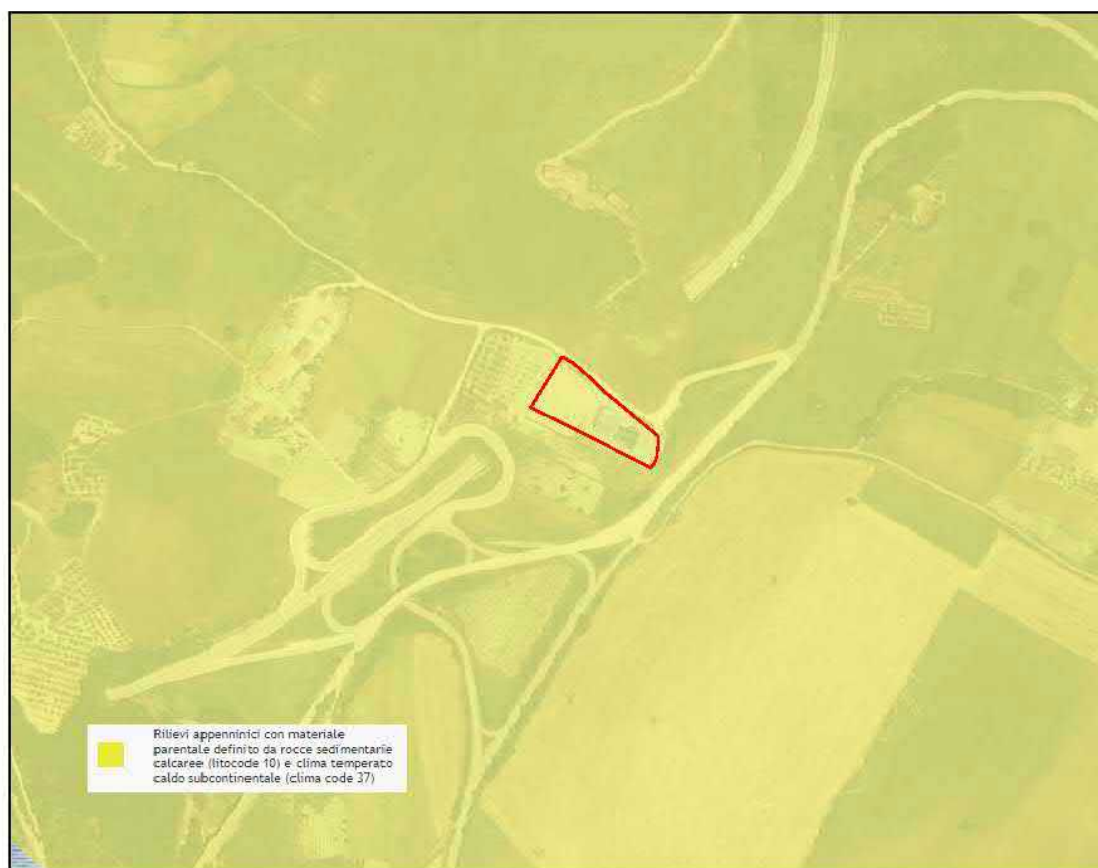 Rilievi appenninici con materiale
parentale definito da rocce sedimentarie
calcaree (litocode 10) e clima temperato
caldo subcontinentale (clima code 37)